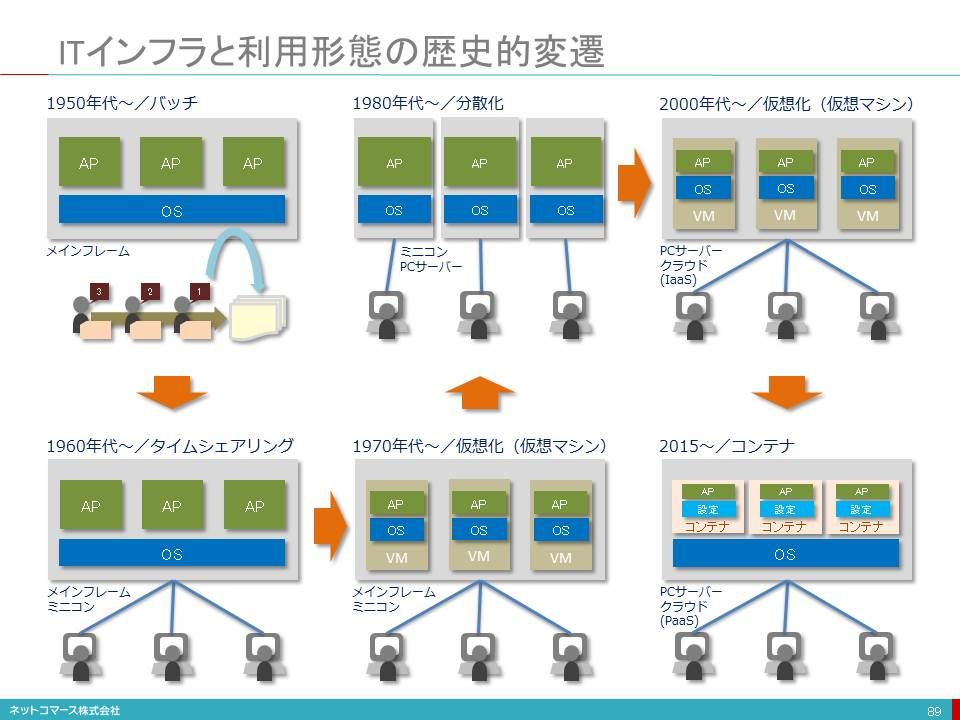 ITインフラと利用形態の歴史的変遷
1950年代～／バッチ
AP AP AP
OS
メインフレーム
3 2 1
1960年代～／タイムシェアリング
AP AP AP
OS
メインフレーム
ミニコン
1970年代～／仮想化（仮想マシン）
AP AP AP
OS OS OS
VM VM VM
メインフレーム
ミニコン
1980年代～／分散化
AP AP AP
OS OS OS
ミニコン
PCサーバー
2000年代～／仮想化（仮想マシン）
AP AP AP
OS OS OS
VM VM VM
PCサーバー
クラウド
(IaaS)
2015～／コンテナ
AP AP AP
設定 設定 設定
コンテナ コンテナ コンテナ
OS
PCサーバー
クラウド
(PaaS)
ネットコマース株式会社
89